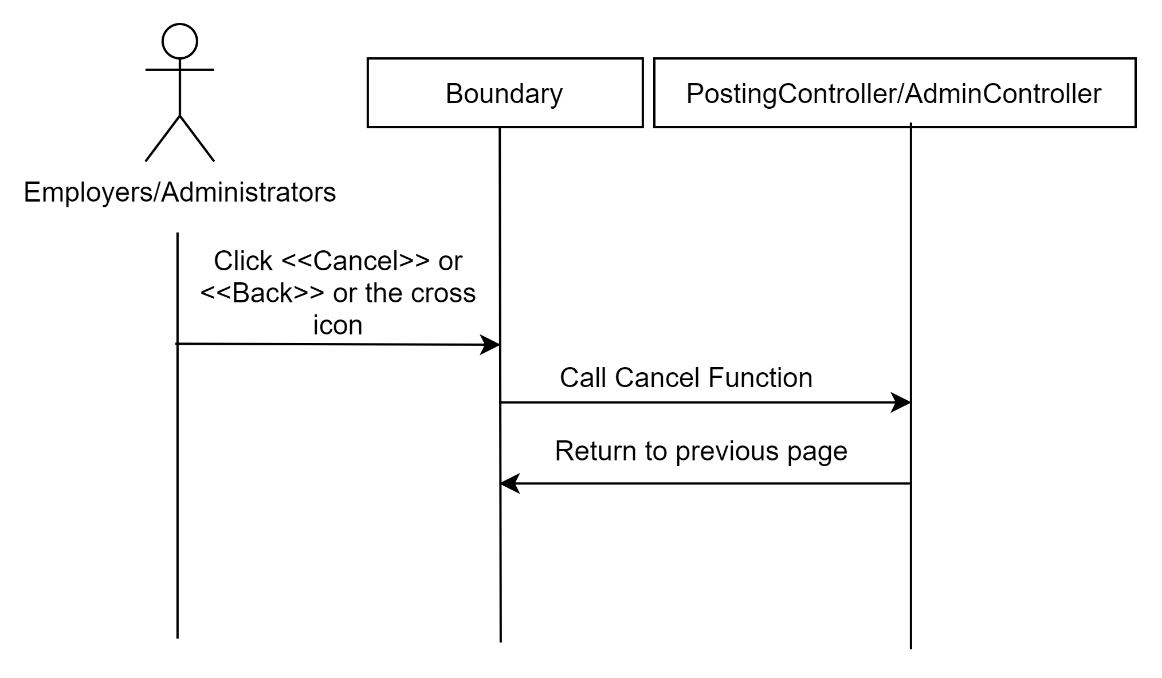 Boundary
PostingController/AdminController
Employers/Administrators
Click <<Cancel>> or
<<Back>> or the cross
icon
Call Cancel Function
Return to previous page